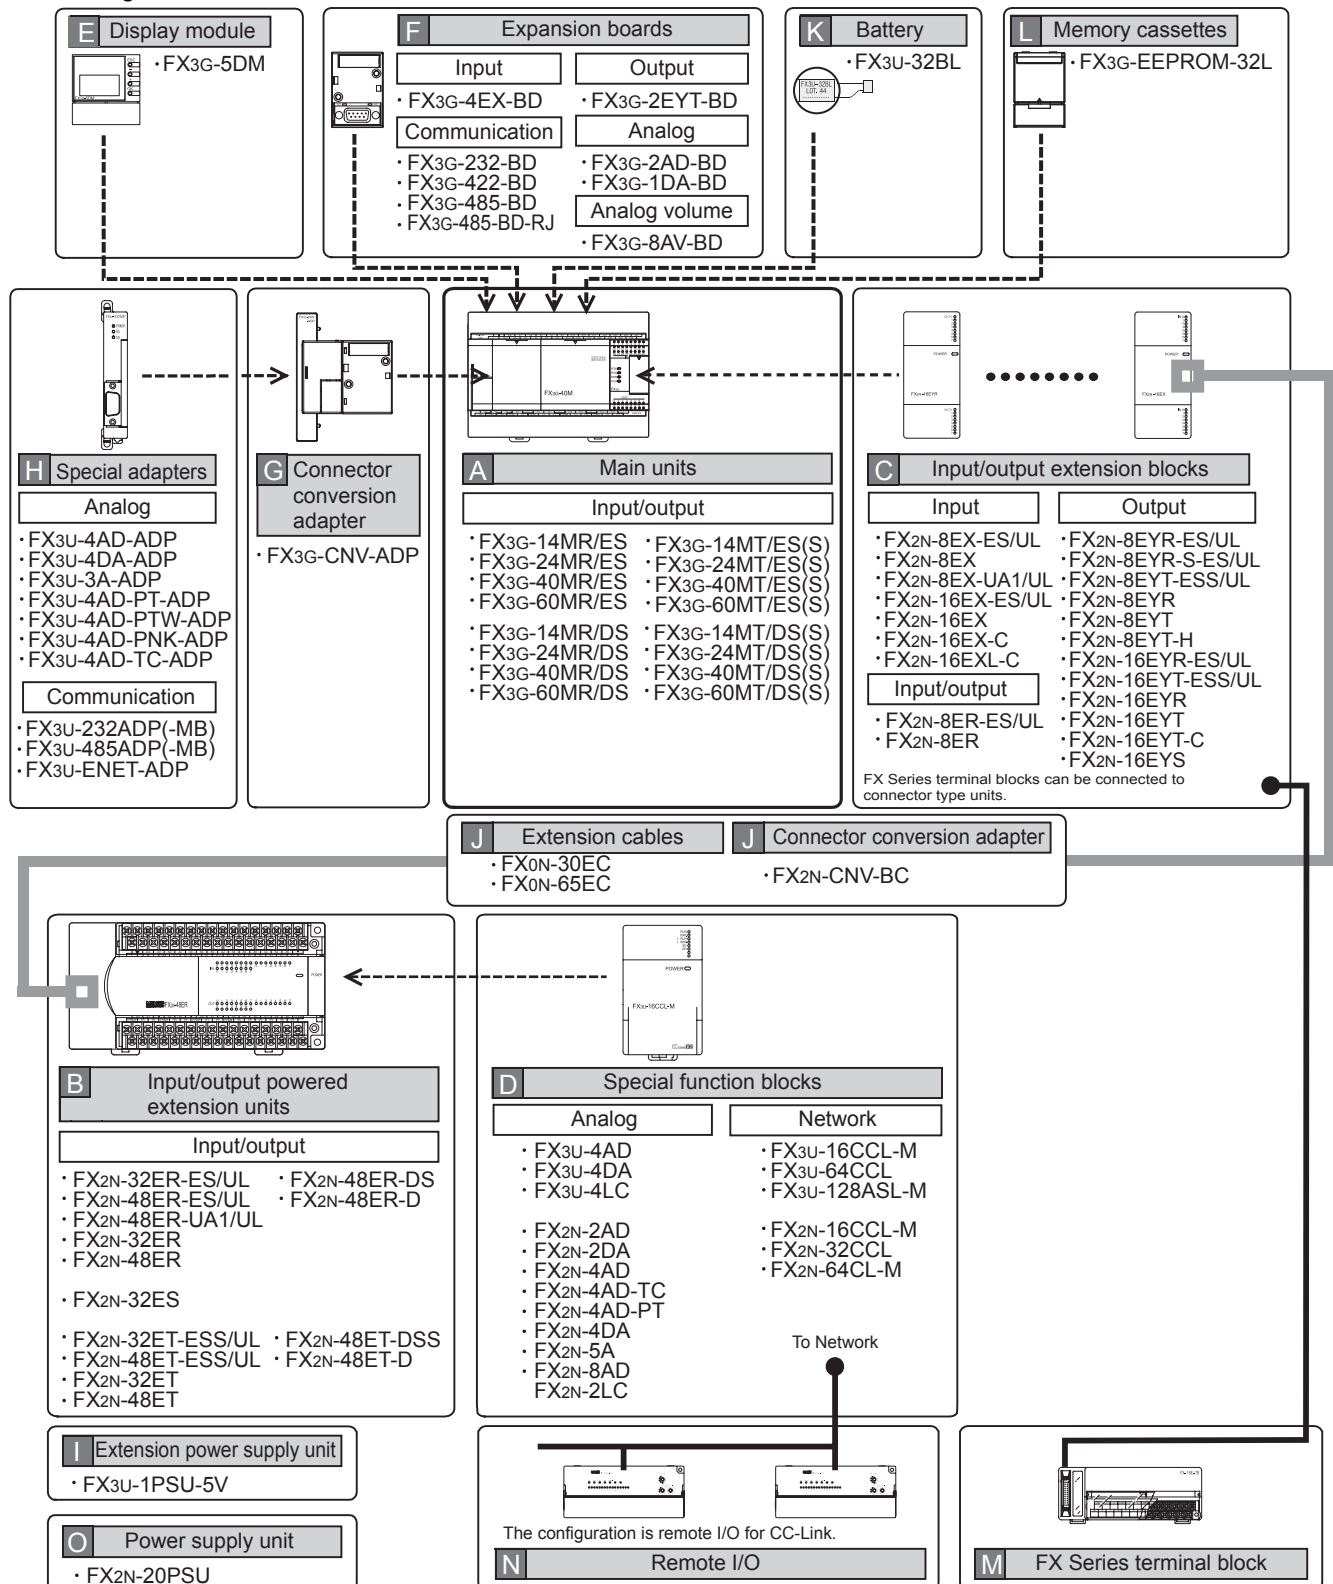 E Display module
· FX3G-5DM
F Expansion boards
Input
· FX3G-4EX-BD
Communication
· FX3G-232-BD
· FX3G-422-BD
· FX3G-485-BD
· FX3G-485-BD-RJ
Output
· FX3G-2EYT-BD
Analog
· FX3G-2AD-BD
· FX3G-1DA-BD
Analog volume
· FX3G-8AV-BD
K Battery
· FX3U-32BL
FX3U-32BL
LOT. 44
L Memory cassettes
· FX3G-EEPROM-32L
H Special adapters
Analog
· FX3U-4AD-ADP
· FX3U-4DA-ADP
· FX3U-3A-ADP
· FX3U-4AD-PT-ADP
· FX3U-4AD-PTW-ADP
· FX3U-4AD-PNK-ADP
· FX3U-4AD-TC-ADP
Communication
· FX3U-232ADP(-MB)
· FX3U-485ADP(-MB)
· FX3U-ENET-ADP
G Connector
conversion
adapter
· FX3G-CNV-ADP
FX3G-40M
A Main units
Input/output
· FX3G-14MR/ES
· FX3G-24MR/ES
· FX3G-40MR/ES
· FX3G-60MR/ES
· FX3G-14MR/DS
· FX3G-24MR/DS
· FX3G-40MR/DS
· FX3G-60MR/DS
· FX3G-14MT/ES(S)
· FX3G-24MT/ES(S)
· FX3G-40MT/ES(S)
· FX3G-60MT/ES(S)
· FX3G-14MT/DS(S)
· FX3G-24MT/DS(S)
· FX3G-40MT/DS(S)
· FX3G-60MT/DS(S)
POWER
FX2N-16EYR
POWER
FX2N-16EX
C Input/output extension blocks
Input
· FX2N-8EX-ES/UL
· FX2N-8EX
· FX2N-8EX-UA1/UL
· FX2N-16EX-ES/UL
· FX2N-16EX
· FX2N-16EX-C
· FX2N-16EXL-C
Input/output
· FX2N-8ER-ES/UL
· FX2N-8ER
Output
· FX2N-8EYR-ES/UL
· FX2N-8EYR-S-ES/UL
· FX2N-8EYT-ESS/UL
· FX2N-8EYR
· FX2N-8EYT
· FX2N-8EYT-H
· FX2N-16EYR-ES/UL
· FX2N-16EYT-ESS/UL
· FX2N-16EYR
· FX2N-16EYT
· FX2N-16EYT-C
· FX2N-16EYS
FX Series terminal blocks can be connected to
connector type units.
J Extension cables
· FX0N-30EC
· FX0N-65EC
J Connector conversion adapter
· FX2N-CNV-BC
FX2N-48ER
POWER
B Input/output powered
extension units
Input/output
· FX2N-32ER-ES/UL
· FX2N-48ER-ES/UL
· FX2N-48ER-UA1/UL
· FX2N-32ER
· FX2N-48ER
· FX2N-48ER-DS
· FX2N-48ER-D
· FX2N-32ES
· FX2N-32ET-ESS/UL
· FX2N-48ET-ESS/UL
· FX2N-32ET
· FX2N-48ET
· FX2N-48ET-DSS
· FX2N-48ET-D
POWER
FX3U-16CCL-M
D Special function blocks
Analog
· FX3U-4AD
· FX3U-4DA
· FX3U-4LC
· FX2N-2AD
· FX2N-2DA
· FX2N-4AD
· FX2N-4AD-TC
· FX2N-4AD-PT
· FX2N-4DA
· FX2N-5A
· FX2N-8AD
FX2N-2LC
Network
· FX3U-16CCL-M
· FX3U-64CCL
· FX3U-128ASL-M
· FX2N-16CCL-M
· FX2N-32CCL
· FX2N-64CL-M
To Network
I Extension power supply unit
· FX3U-1PSU-5V
O Power supply unit
· FX2N-20PSU
The configuration is remote I/O for CC-Link.
N Remote I/O
M FX Series terminal block